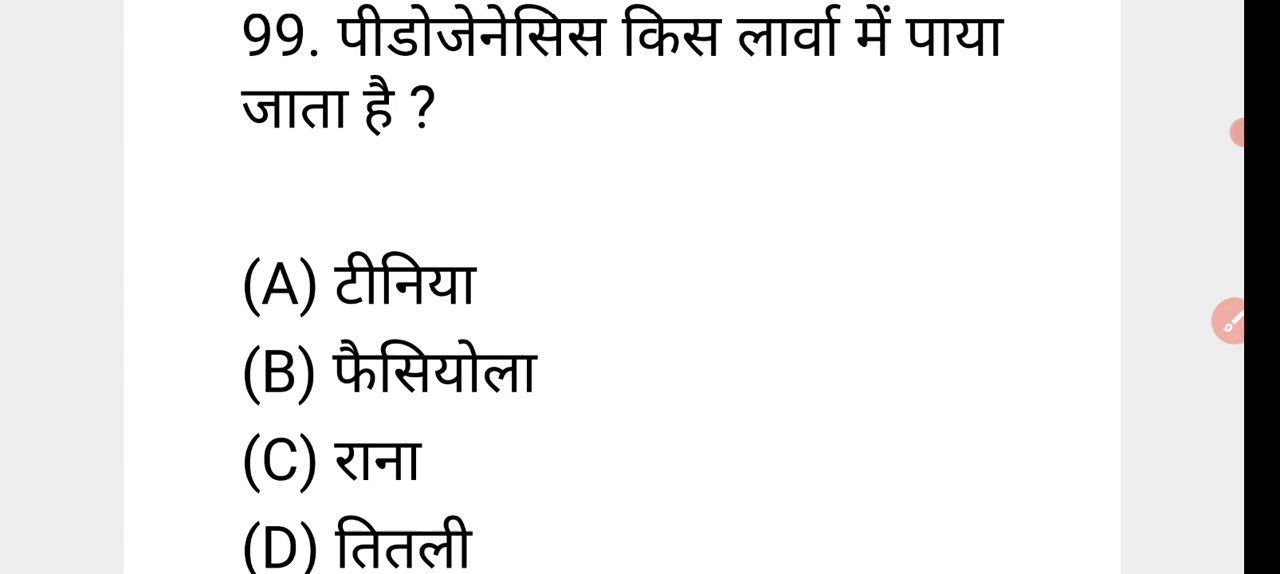 99. पीडोजेनेसिस किस लार्वा में पाया
जाता है ?
(A) टीनिया
(B) फैसियोला
(C) राना
(D) तितली